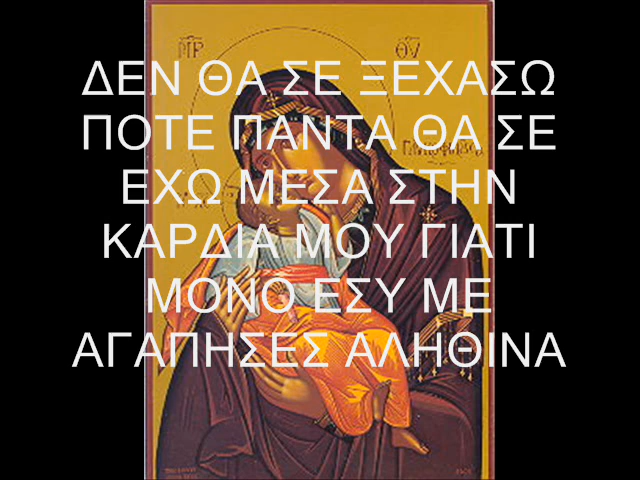 ΜΡ ΘΥ
ΔΕΝ ΘΑ ΣΕ ΞΕΧΑΣΩ
ΠΟΤΕ ΠΑΝΤΑ ΘΑ ΣΕ
ΕΧΩ ΜΕΣΑ ΣΤΗΝ
ΚΑΡΔΙΑ ΜΟΥ ΓΙΑΤΙ
ΜΟΝΟ ΕΣΥ ΜΕ
ΑΓΑΠΗΣΕΣ ΑΛΗΘΙΝΑ